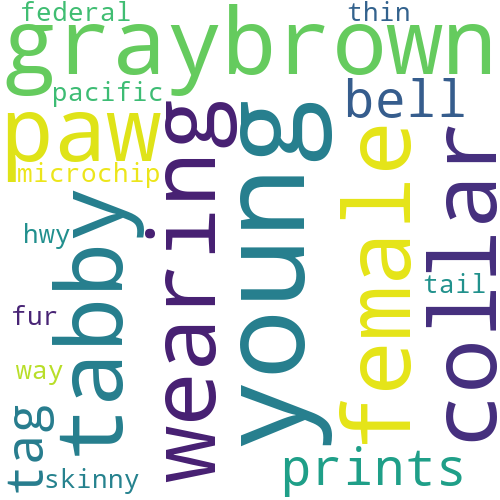 federal
thin
graybrown
pacific
bell
paw
wearing
young
female
collar
microchip
tabby
hwy
tail
fur
way
tag
prints
skinny